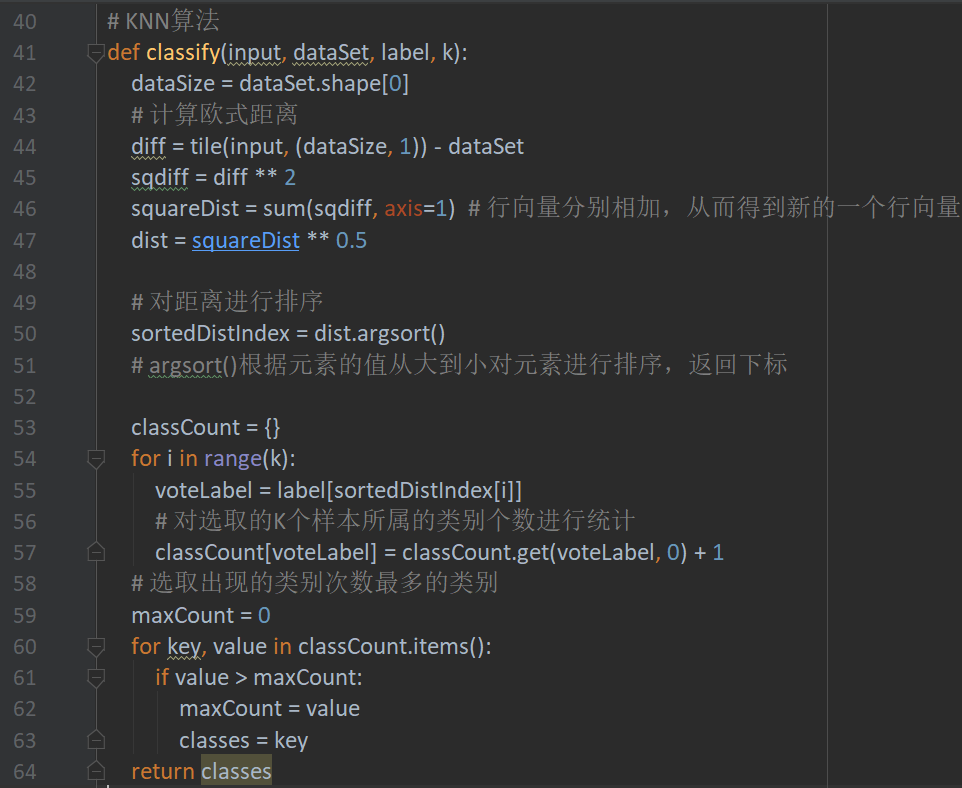 40 # KNN算法
41 def classify(input, dataSet, label, k):
42 dataSize = dataSet.shape[0]
43 # 计算欧式距离
44 diff = tile(input, (dataSize, 1)) - dataSet
45 sqdiff = diff ** 2
46 squareDist = sum(sqdiff, axis=1) # 行向量分别相加，从而得到新的一个行向量
47 dist = squareDist ** 0.5
48
49 # 对距离进行排序
50 sortedDistIndex = dist.argsort()
51 # argsort()根据元素的值从大到小对元素进行排序，返回下标
52
53 classCount = {}
54 for i in range(k):
55 voteLabel = label[sortedDistIndex[i]]
56 # 对选取的K个样本所属的类别个数进行统计
57 classCount[voteLabel] = classCount.get(voteLabel, 0) + 1
58 # 选取出现的类别次数最多的类别
59 maxCount = 0
60 for key, value in classCount.items():
61 if value > maxCount:
62 maxCount = value
63 classes = key
64 return classes